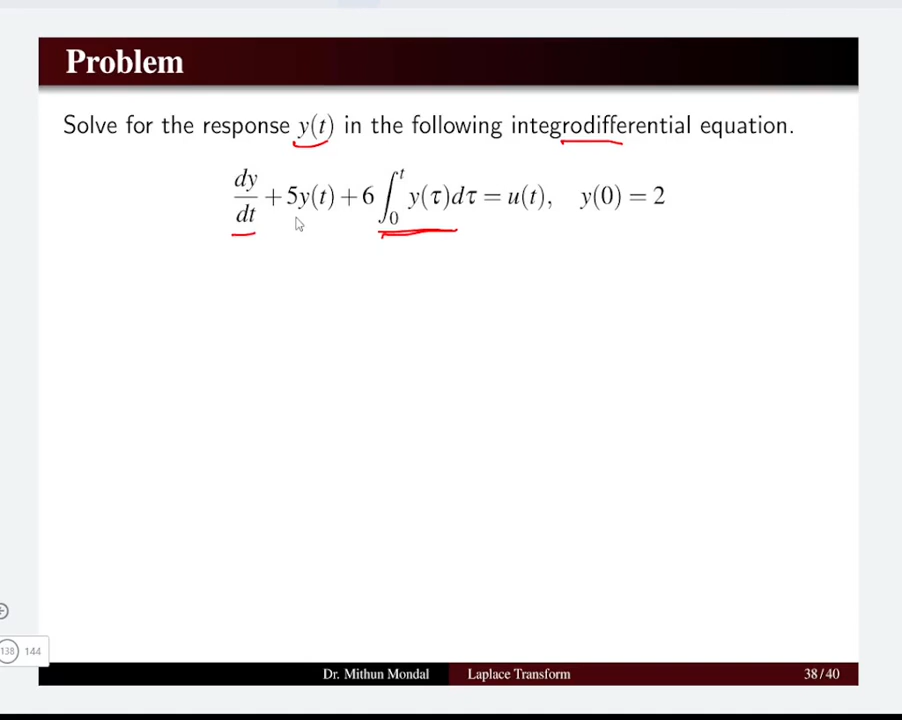 Problem
Solve for the response y(t) in the following integrodifferential equation.
dy/dt + 5y(t) + 6 ∫₀ᵗ y(τ)dτ = u(t),   y(0) = 2
138 144
Dr. Mithun Mondal Laplace Transform 38/40